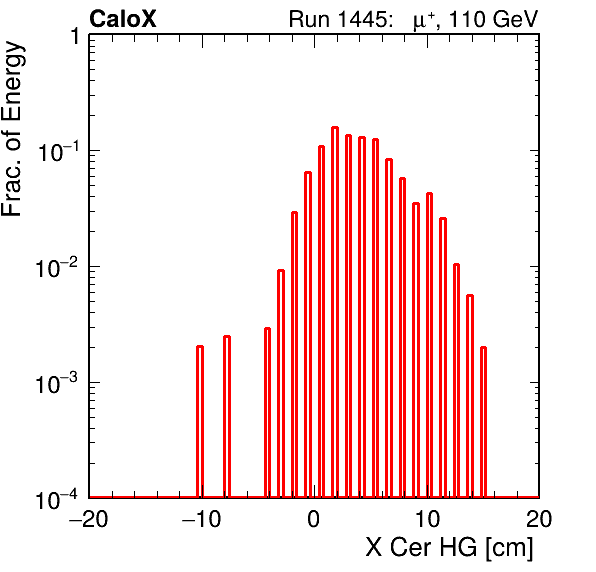 CaloX Run 1445: μ⁺, 110 GeV
Frac. of Energy
1
10⁻¹
10⁻²
10⁻³
10⁻⁴
−20 −10 0 10 20
X Cer HG [cm]